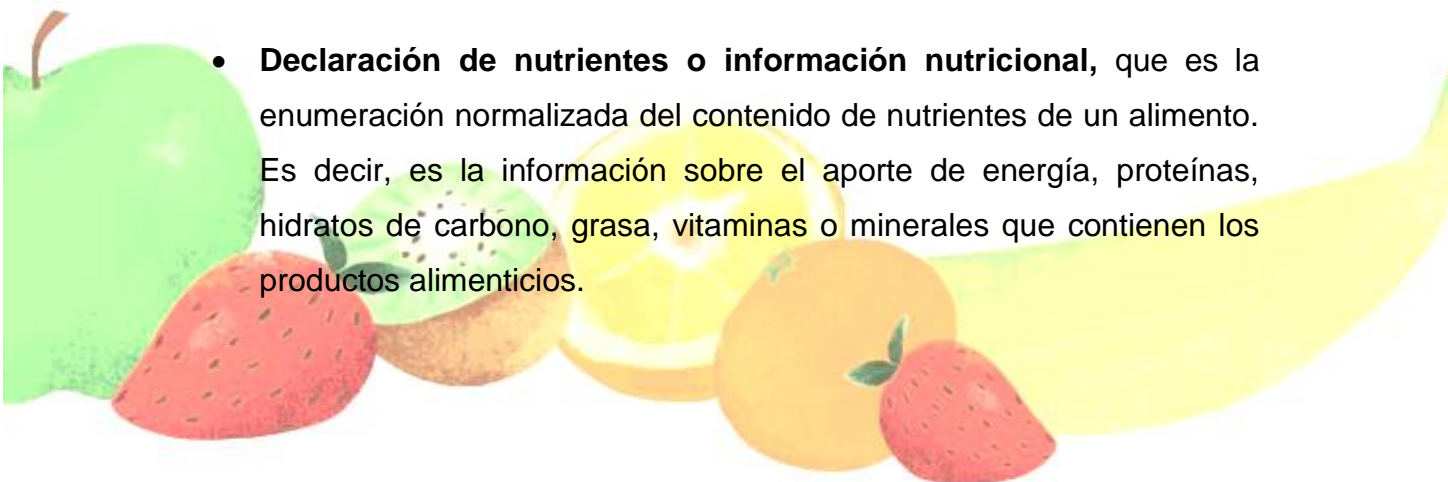 • Declaración de nutrientes o información nutricional, que es la
enumeración normalizada del contenido de nutrientes de un alimento.
Es decir, es la información sobre el aporte de energía, proteínas,
hidratos de carbono, grasa, vitaminas o minerales que contienen los
productos alimenticios.